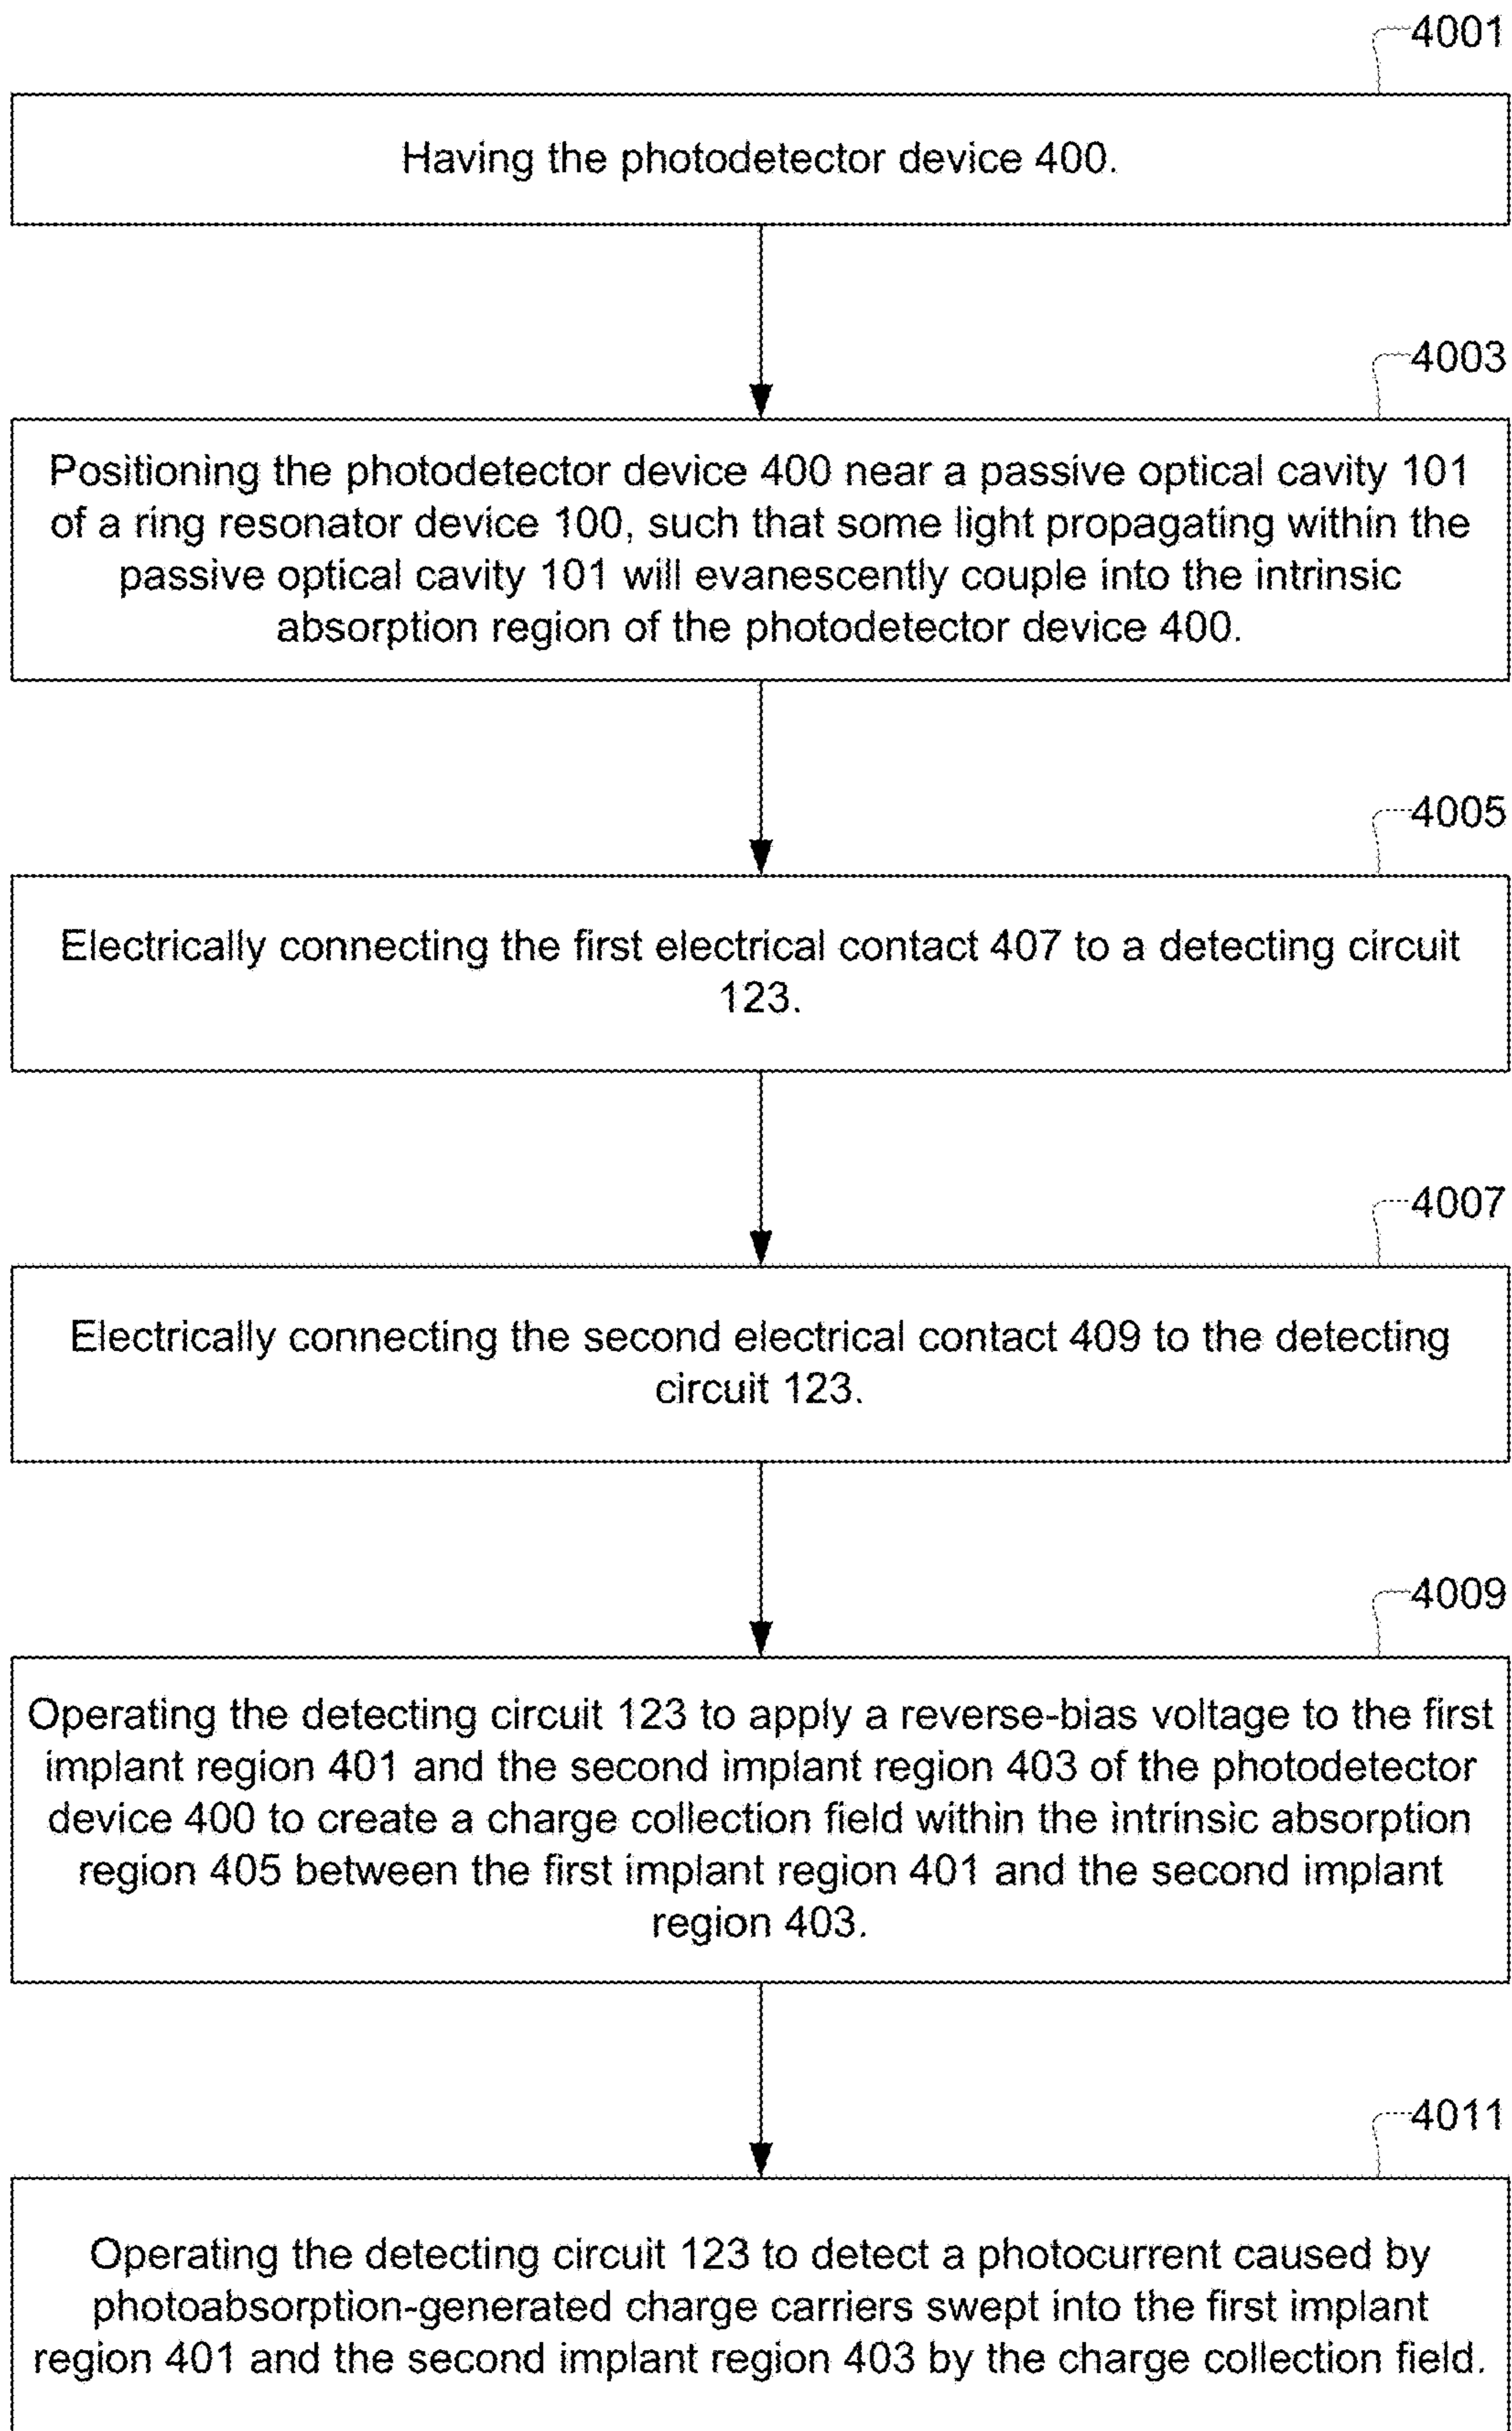 4001
Having the photodetector device 400.
4003
Positioning the photodetector device 400 near a passive optical cavity 101
of a ring resonator device 100, such that some light propagating within the
passive optical cavity 101 will evanescently couple into the intrinsic
absorption region of the photodetector device 400.
4005
Electrically connecting the first electrical contact 407 to a detecting circuit
123.
4007
Electrically connecting the second electrical contact 409 to the detecting
circuit 123.
4009
Operating the detecting circuit 123 to apply a reverse-bias voltage to the first
implant region 401 and the second implant region 403 of the photodetector
device 400 to create a charge collection field within the intrinsic absorption
region 405 between the first implant region 401 and the second implant
region 403.
4011
Operating the detecting circuit 123 to detect a photocurrent caused by
photoabsorption-generated charge carriers swept into the first implant
region 401 and the second implant region 403 by the charge collection field.